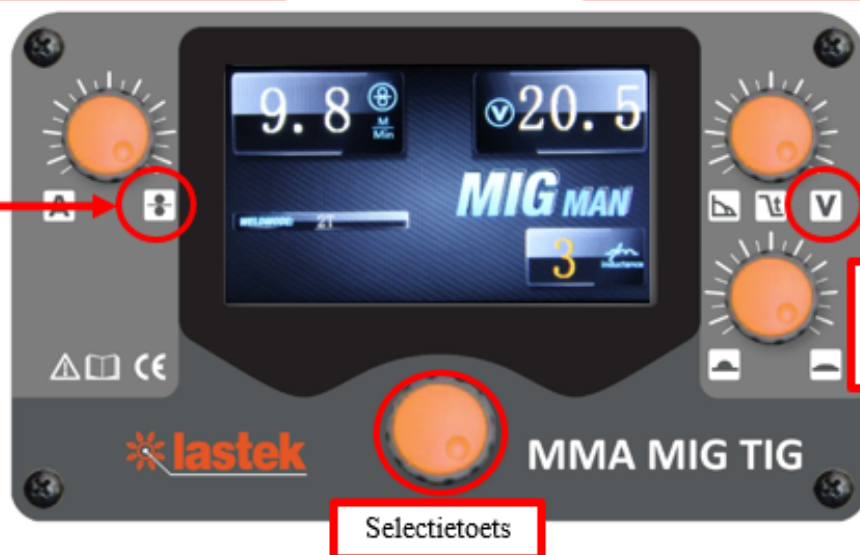 9.8
M
Min
V
20.5
A
t
V
MIG MAN
WELDMODE: 2T
3
inductance
CE
lastek
MMA MIG TIG
Selectietoets